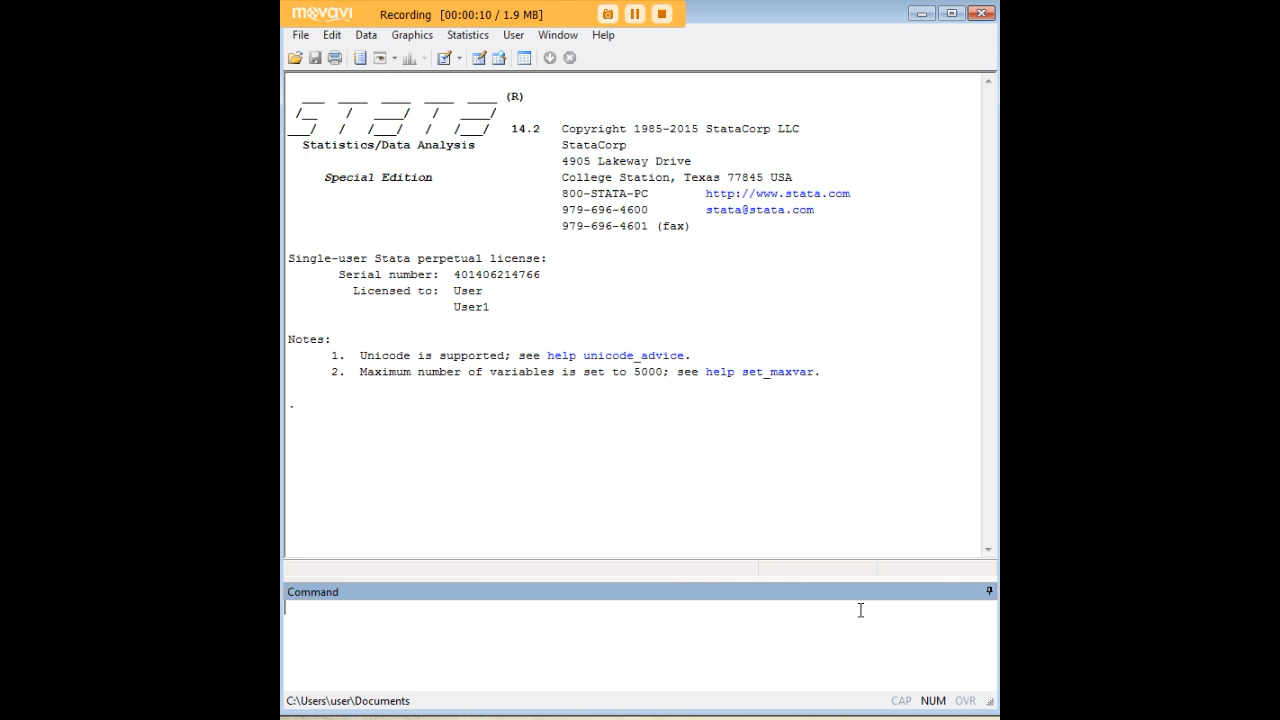 movavi Recording [00:00:10 / 1.9 MB]
File Edit Data Graphics Statistics User Window Help
STATA (R)
14.2 Copyright 1985-2015 StataCorp LLC
Statistics/Data Analysis StataCorp
4905 Lakeway Drive
Special Edition College Station, Texas 77845 USA
800-STATA-PC http://www.stata.com
979-696-4600 stata@stata.com
979-696-4601 (fax)
Single-user Stata perpetual license:
Serial number: 401406214766
Licensed to: User
User1
Notes:
1. Unicode is supported; see help unicode_advice.
2. Maximum number of variables is set to 5000; see help set_maxvar.
.
Command
C:\Users\user\Documents CAP NUM OVR